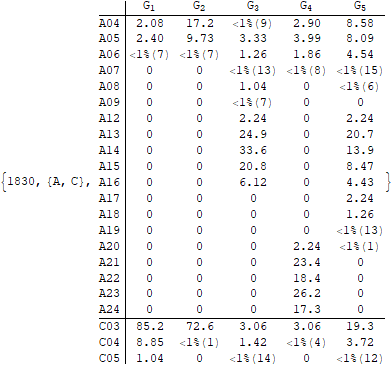 G1 G2 G3 G4 G5
A04 2.08 17.2 <1%(9) 2.90 8.58
A05 2.40 9.73 3.33 3.99 8.09
A06 <1%(7) <1%(7) 1.26 1.86 4.54
A07 0 0 <1%(13) <1%(8) <1%(15)
A08 0 0 1.04 0 <1%(6)
A09 0 0 <1%(7) 0 0
A12 0 0 2.24 0 2.24
A13 0 0 24.9 0 20.7
A14 0 0 33.6 0 13.9
A15 0 0 20.8 0 8.47
{1830, {A, C}, A16 0 0 6.12 0 4.43 }
A17 0 0 0 0 2.24
A18 0 0 0 0 1.26
A19 0 0 0 0 <1%(13)
A20 0 0 0 2.24 <1%(1)
A21 0 0 0 23.4 0
A22 0 0 0 18.4 0
A23 0 0 0 26.2 0
A24 0 0 0 17.3 0
C03 85.2 72.6 3.06 3.06 19.3
C04 8.85 <1%(1) 1.42 <1%(4) 3.72
C05 1.04 0 <1%(14) 0 <1%(12)